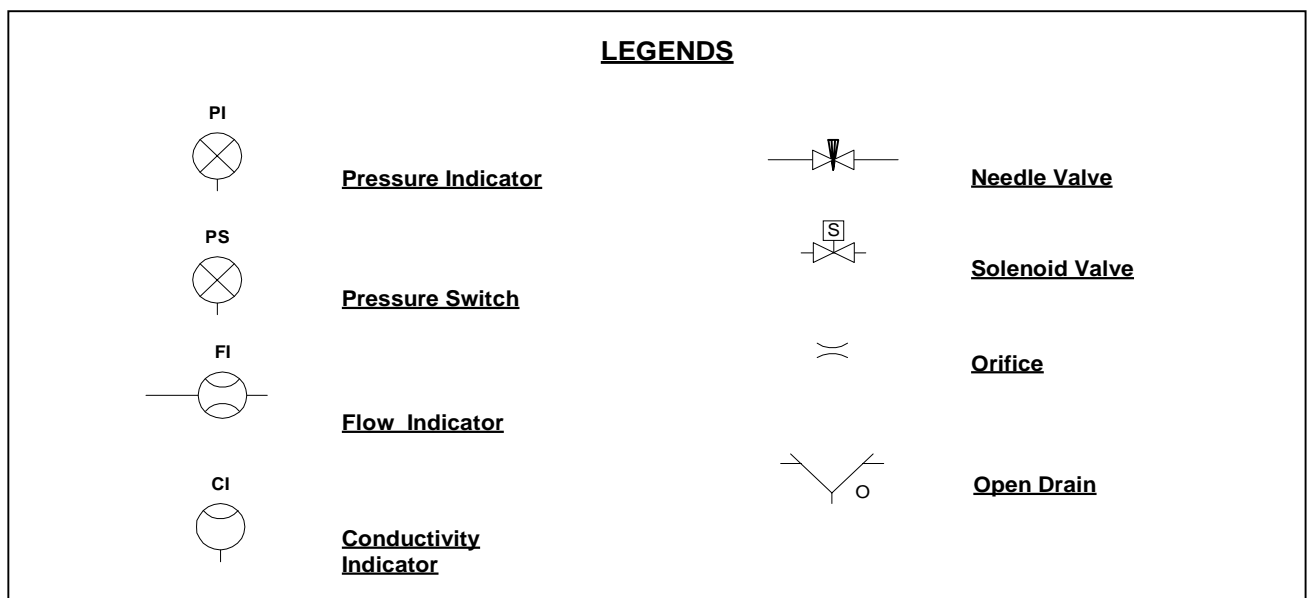 LEGENDS
PI
Pressure Indicator
PS
Pressure Switch
FI
Flow Indicator
CI
Conductivity
Indicator
Needle Valve
S
Solenoid Valve
Orifice
O
Open Drain